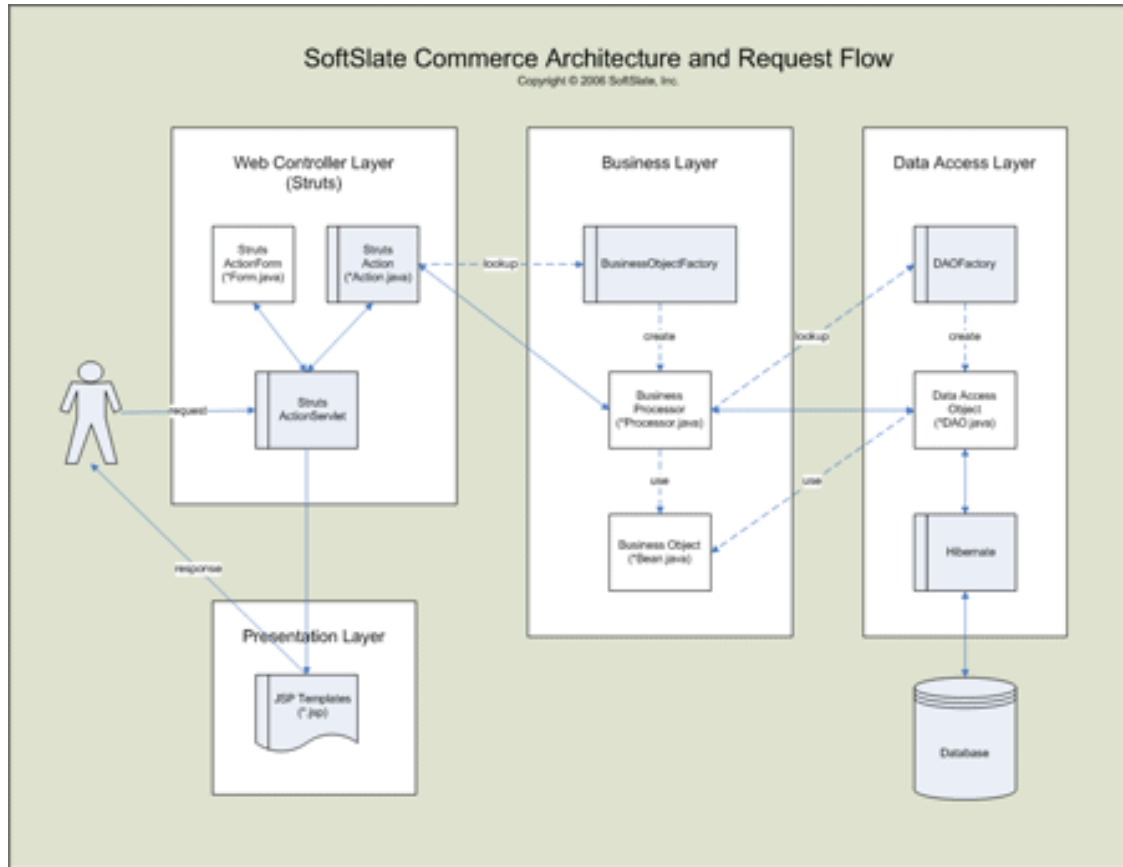 SoftSlate Commerce Architecture and Request Flow
Copyright © 2006 SoftSlate, Inc.
Web Controller Layer
(Struts)
Struts
ActionForm
(*Form.java)
Struts
Action
(*Action.java)
lookup
Struts
ActionServlet
request
response
Presentation Layer
JSP Templates
(*.jsp)
Business Layer
BusinessObjectFactory
create
Business
Processor
(*Processor.java)
use
Business Object
(*Bean.java)
lookup
use
Data Access Layer
DAOFactory
create
Data Access
Object
(*DAO.java)
Hibernate
Database